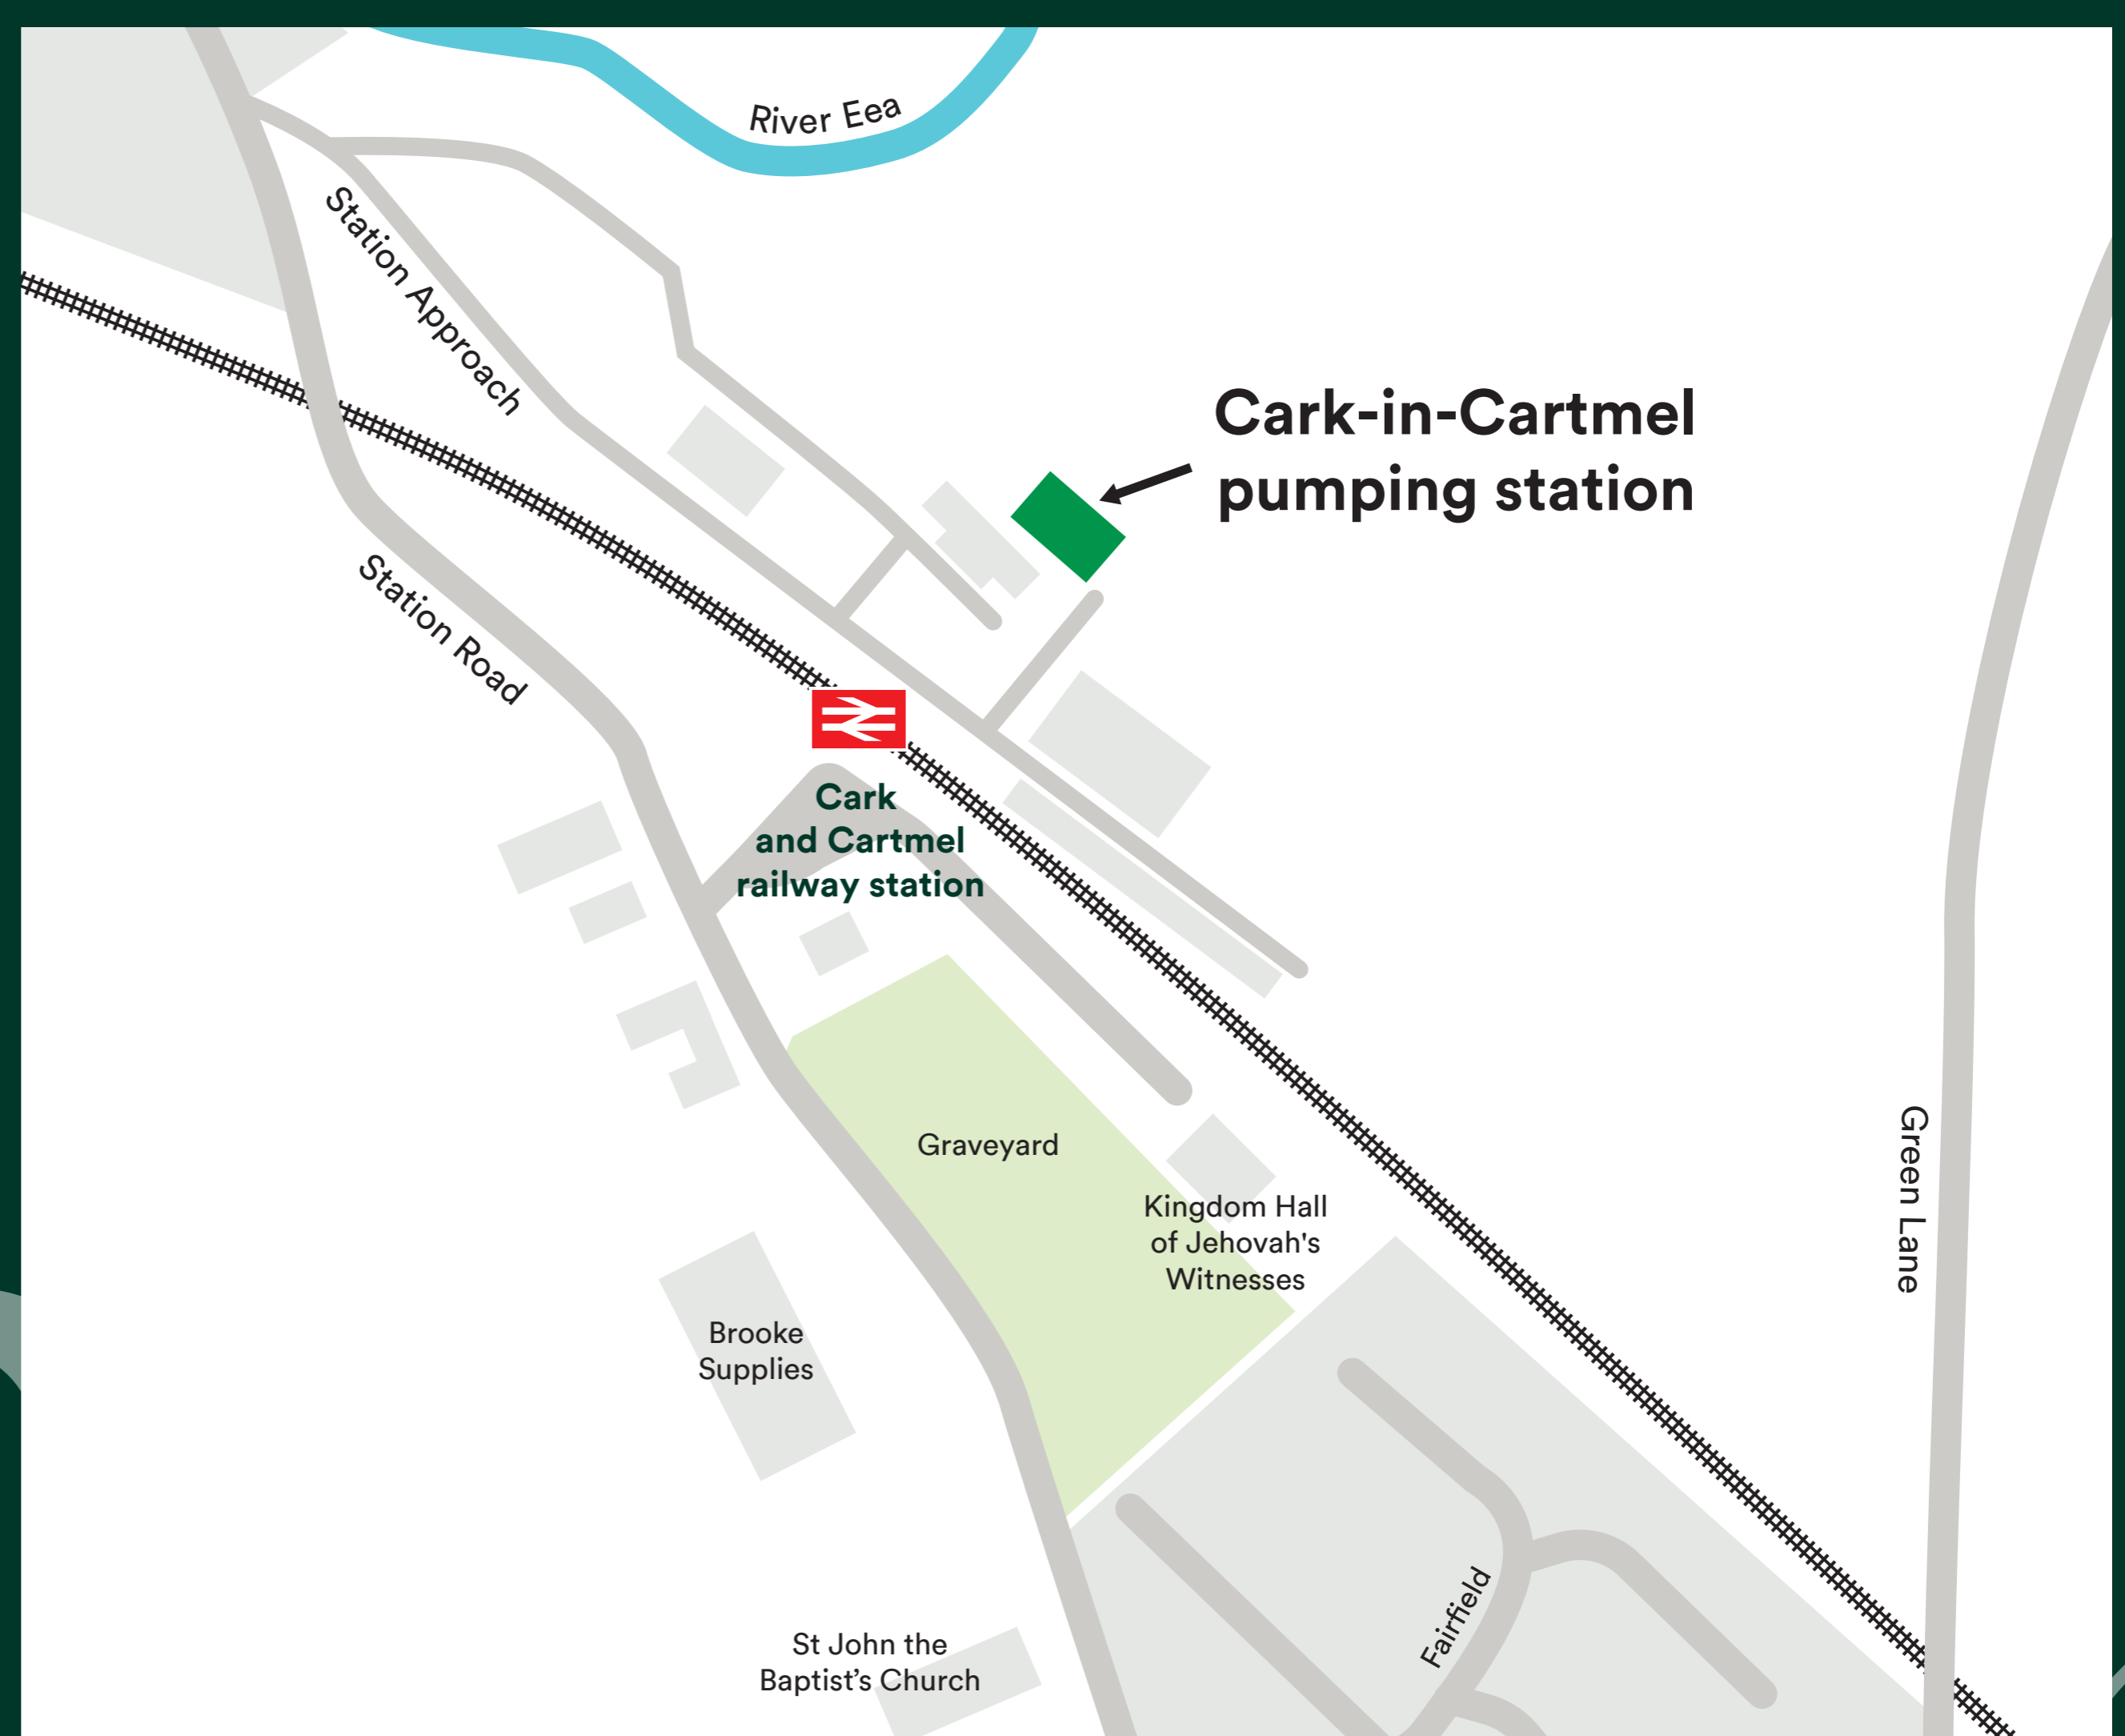 River Eea
Station Approach
Cark-in-Cartmel
pumping station
Station Road
Cark
and Cartmel
railway station
Graveyard
Green Lane
Kingdom Hall
of Jehovah's
Witnesses
Brooke
Supplies
Fairfield
St John the
Baptist’s Church